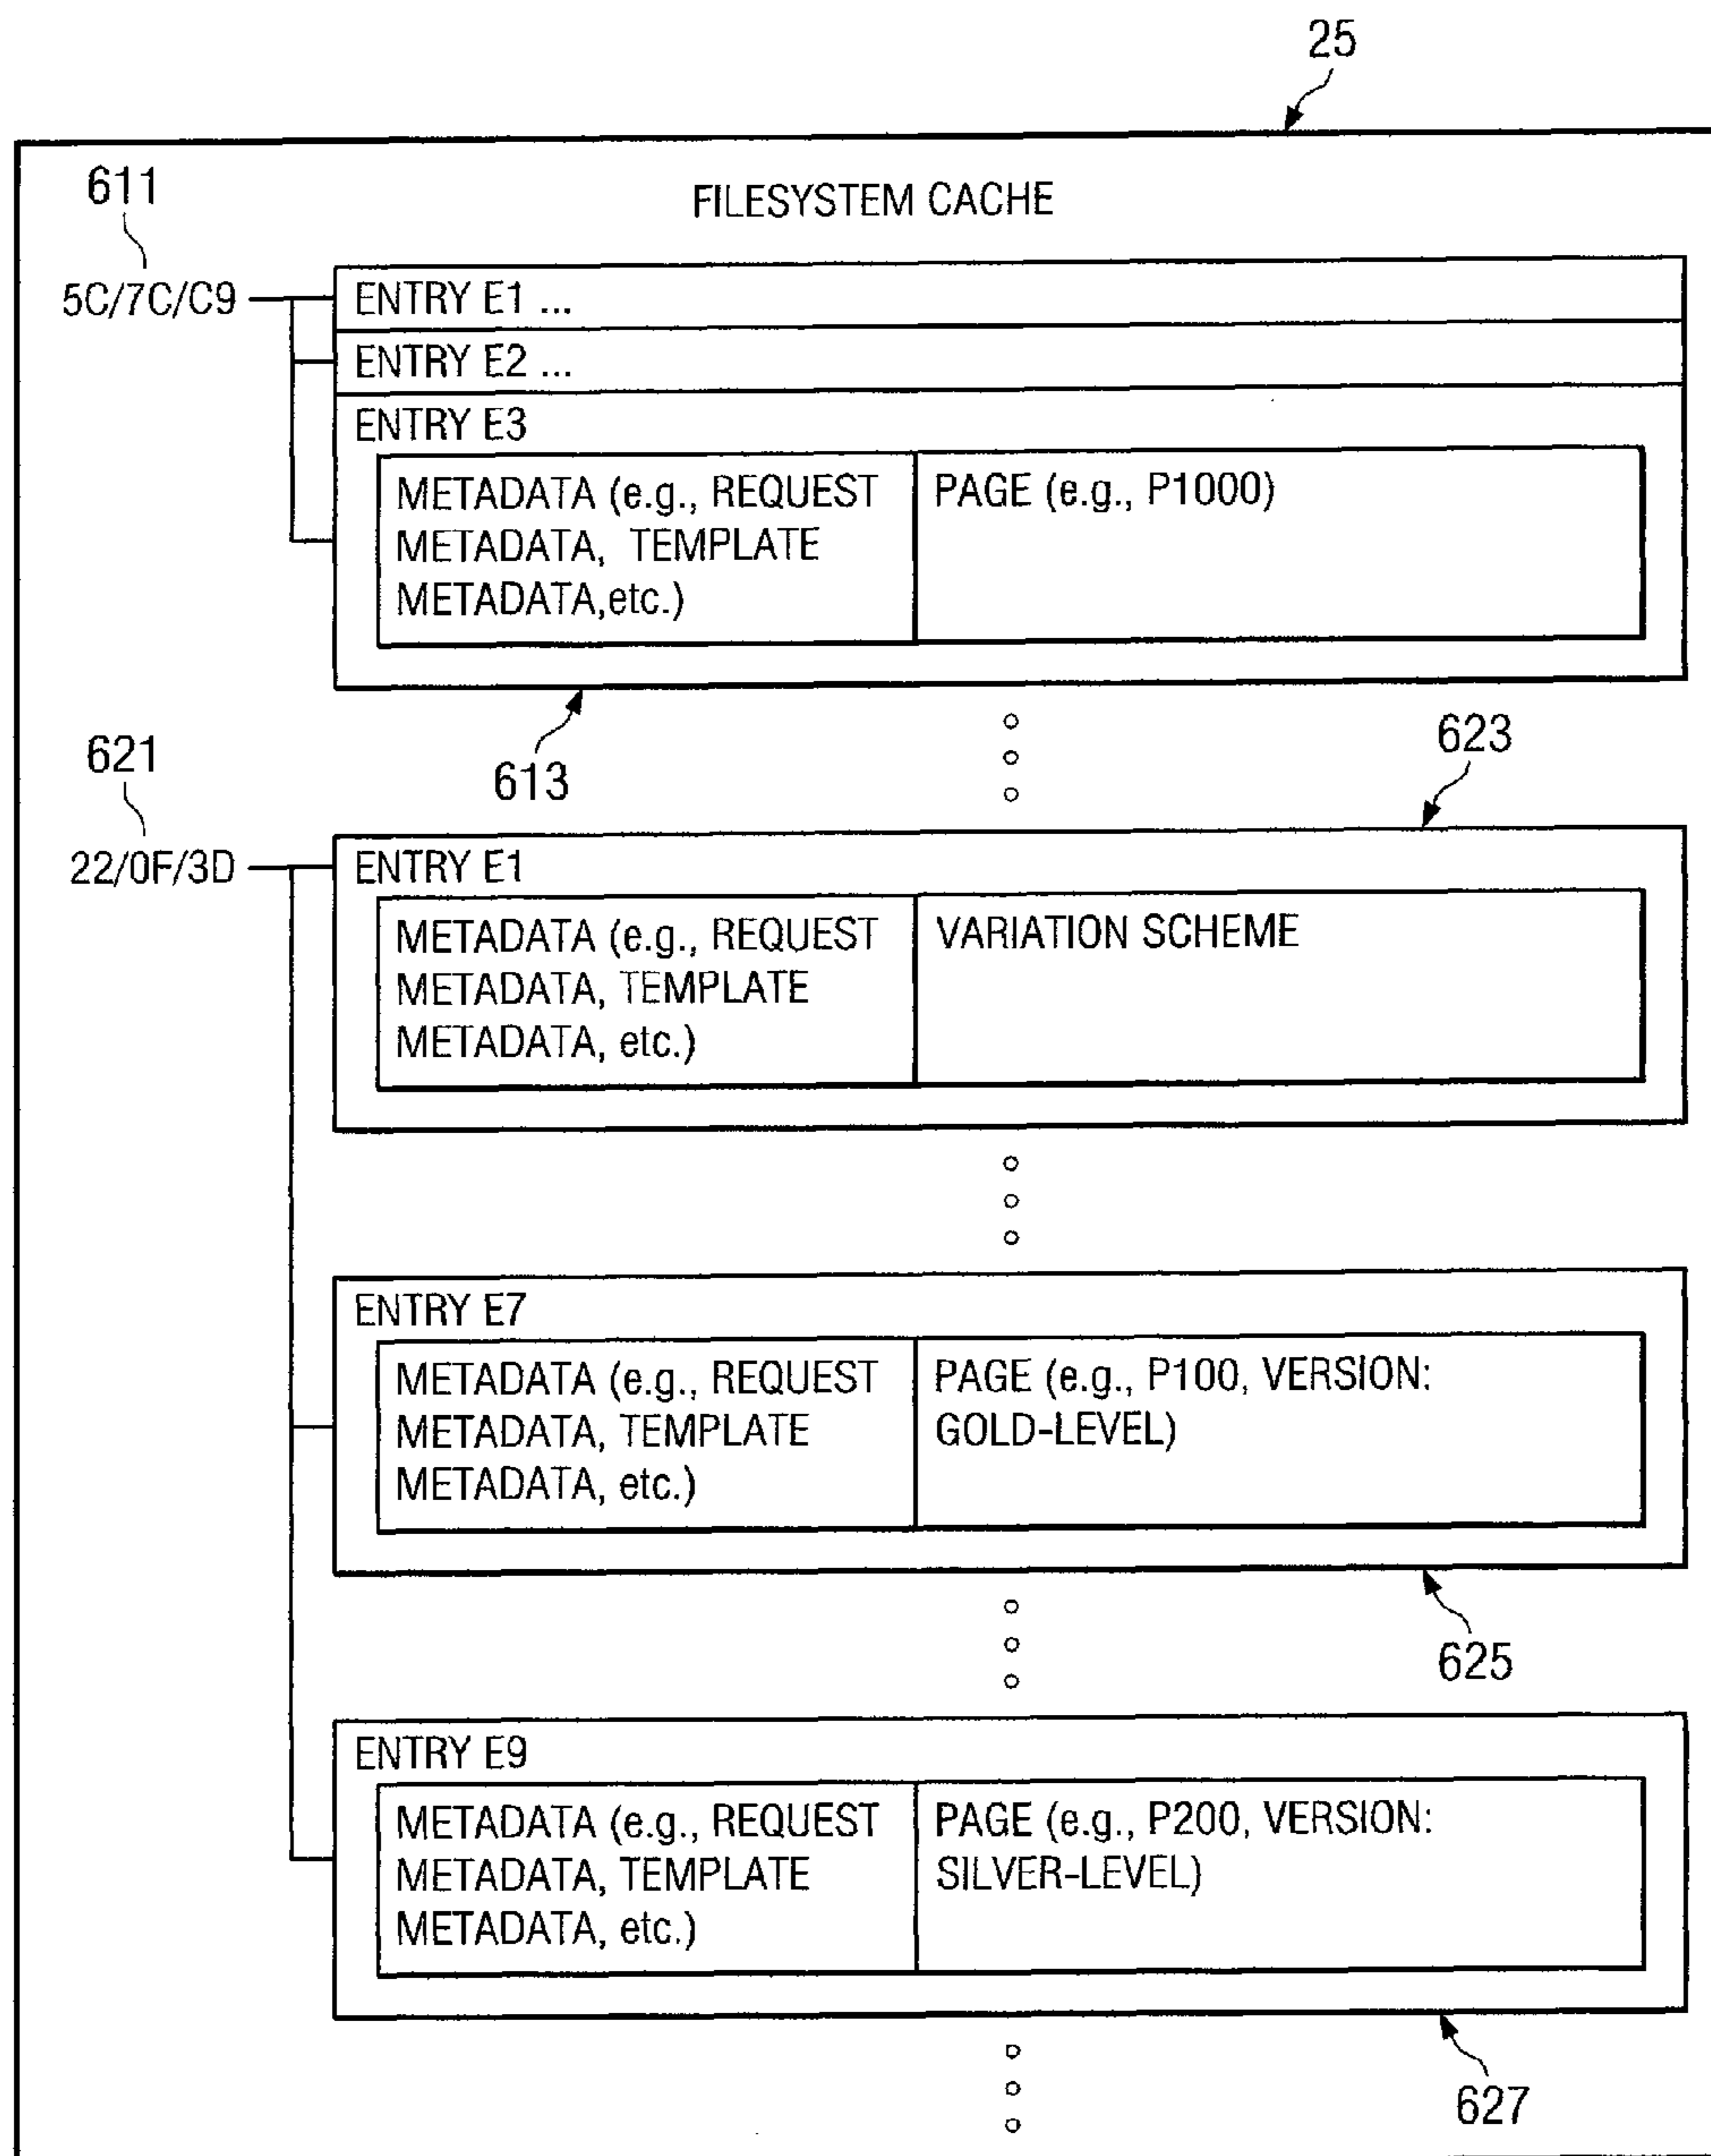 25
FILESYSTEM CACHE
611
5C/7C/C9
ENTRY E1 ...
ENTRY E2 ...
ENTRY E3
METADATA (e.g., REQUEST
METADATA, TEMPLATE
METADATA,etc.)
PAGE (e.g., P1000)
613
621
22/0F/3D
623
ENTRY E1
METADATA (e.g., REQUEST
METADATA, TEMPLATE
METADATA, etc.)
VARIATION SCHEME
ENTRY E7
METADATA (e.g., REQUEST
METADATA, TEMPLATE
METADATA, etc.)
PAGE (e.g., P100, VERSION:
GOLD-LEVEL)
625
ENTRY E9
METADATA (e.g., REQUEST
METADATA, TEMPLATE
METADATA, etc.)
PAGE (e.g., P200, VERSION:
SILVER-LEVEL)
627